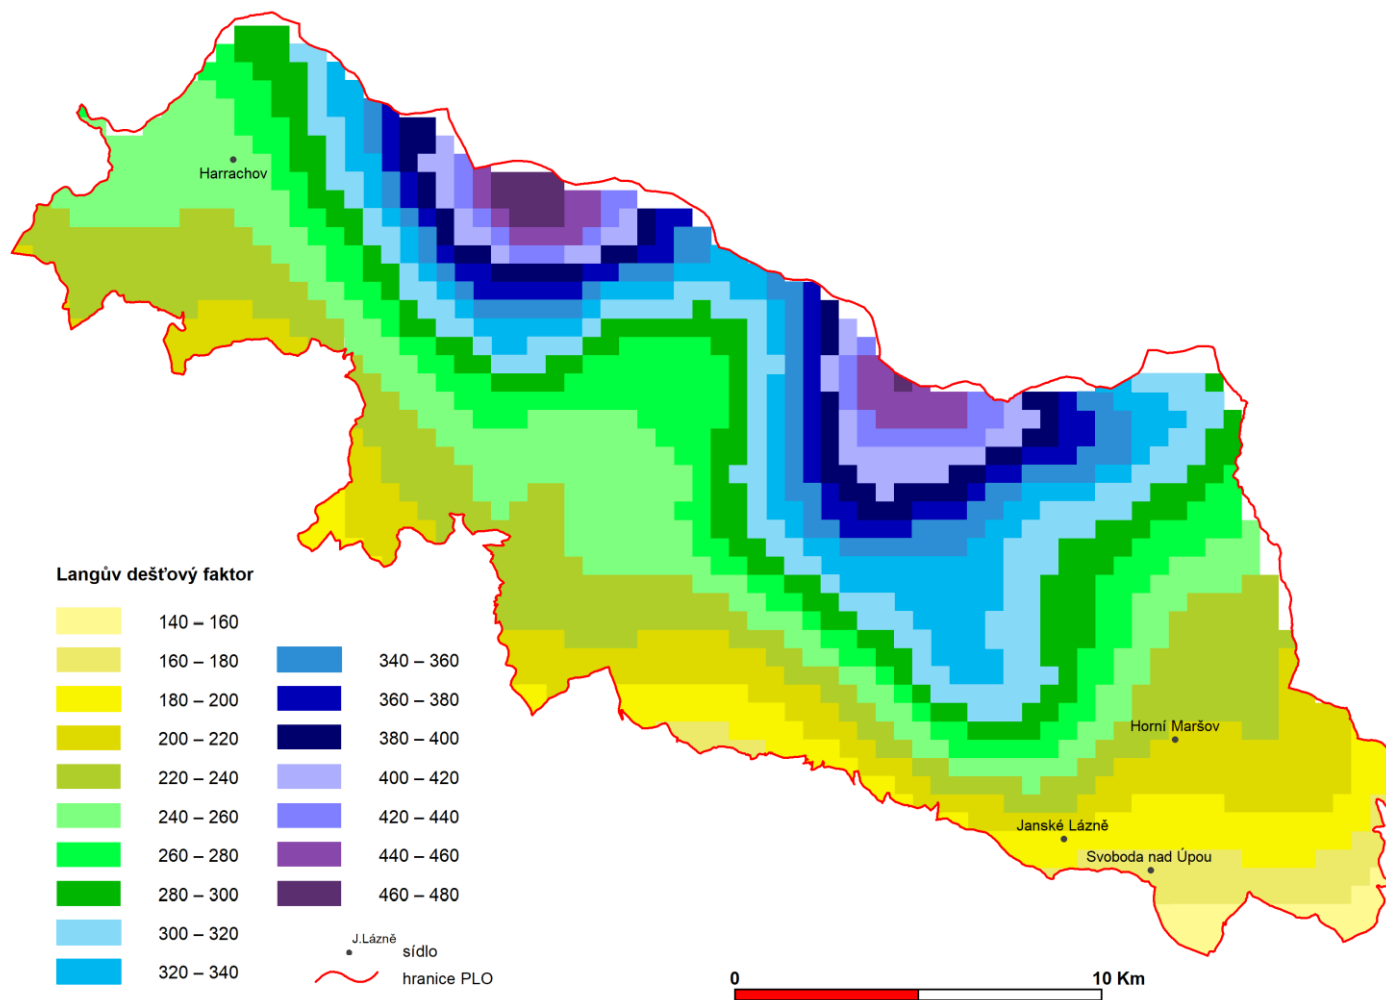 Harrachov
Langův dešťový faktor
140 – 160
160 – 180
180 – 200
200 – 220
220 – 240
240 – 260
260 – 280
280 – 300
300 – 320
320 – 340
340 – 360
360 – 380
380 – 400
400 – 420
420 – 440
440 – 460
460 – 480
J.Lázně
sídlo
hranice PLO
Horní Maršov
Janské Lázně
Svoboda nad Úpou
0
10 Km